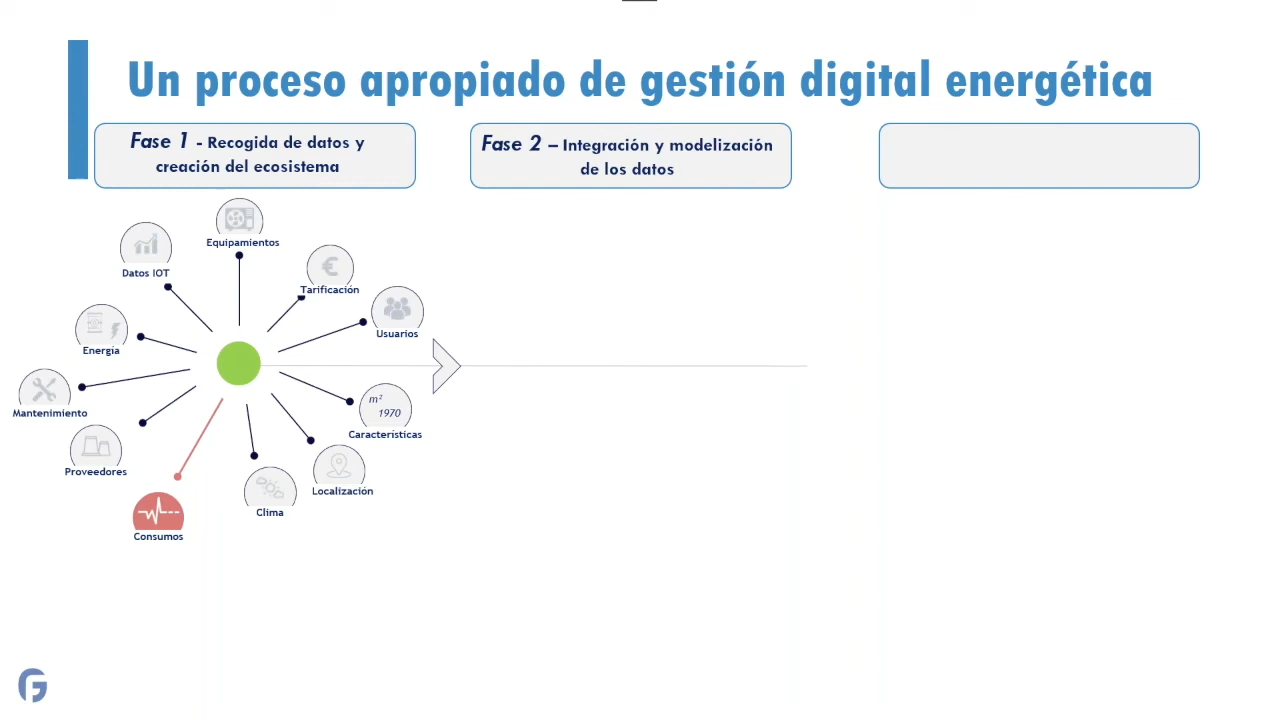 Un proceso apropiado de gestión digital energética
Fase 1 - Recogida de datos y
creación del ecosistema
Fase 2 – Integración y modelización
de los datos
Equipamientos
Datos IOT
€
Tarificación
Usuarios
Energía
Mantenimiento
m²
1970
Características
Proveedores
Localización
Clima
Consumos